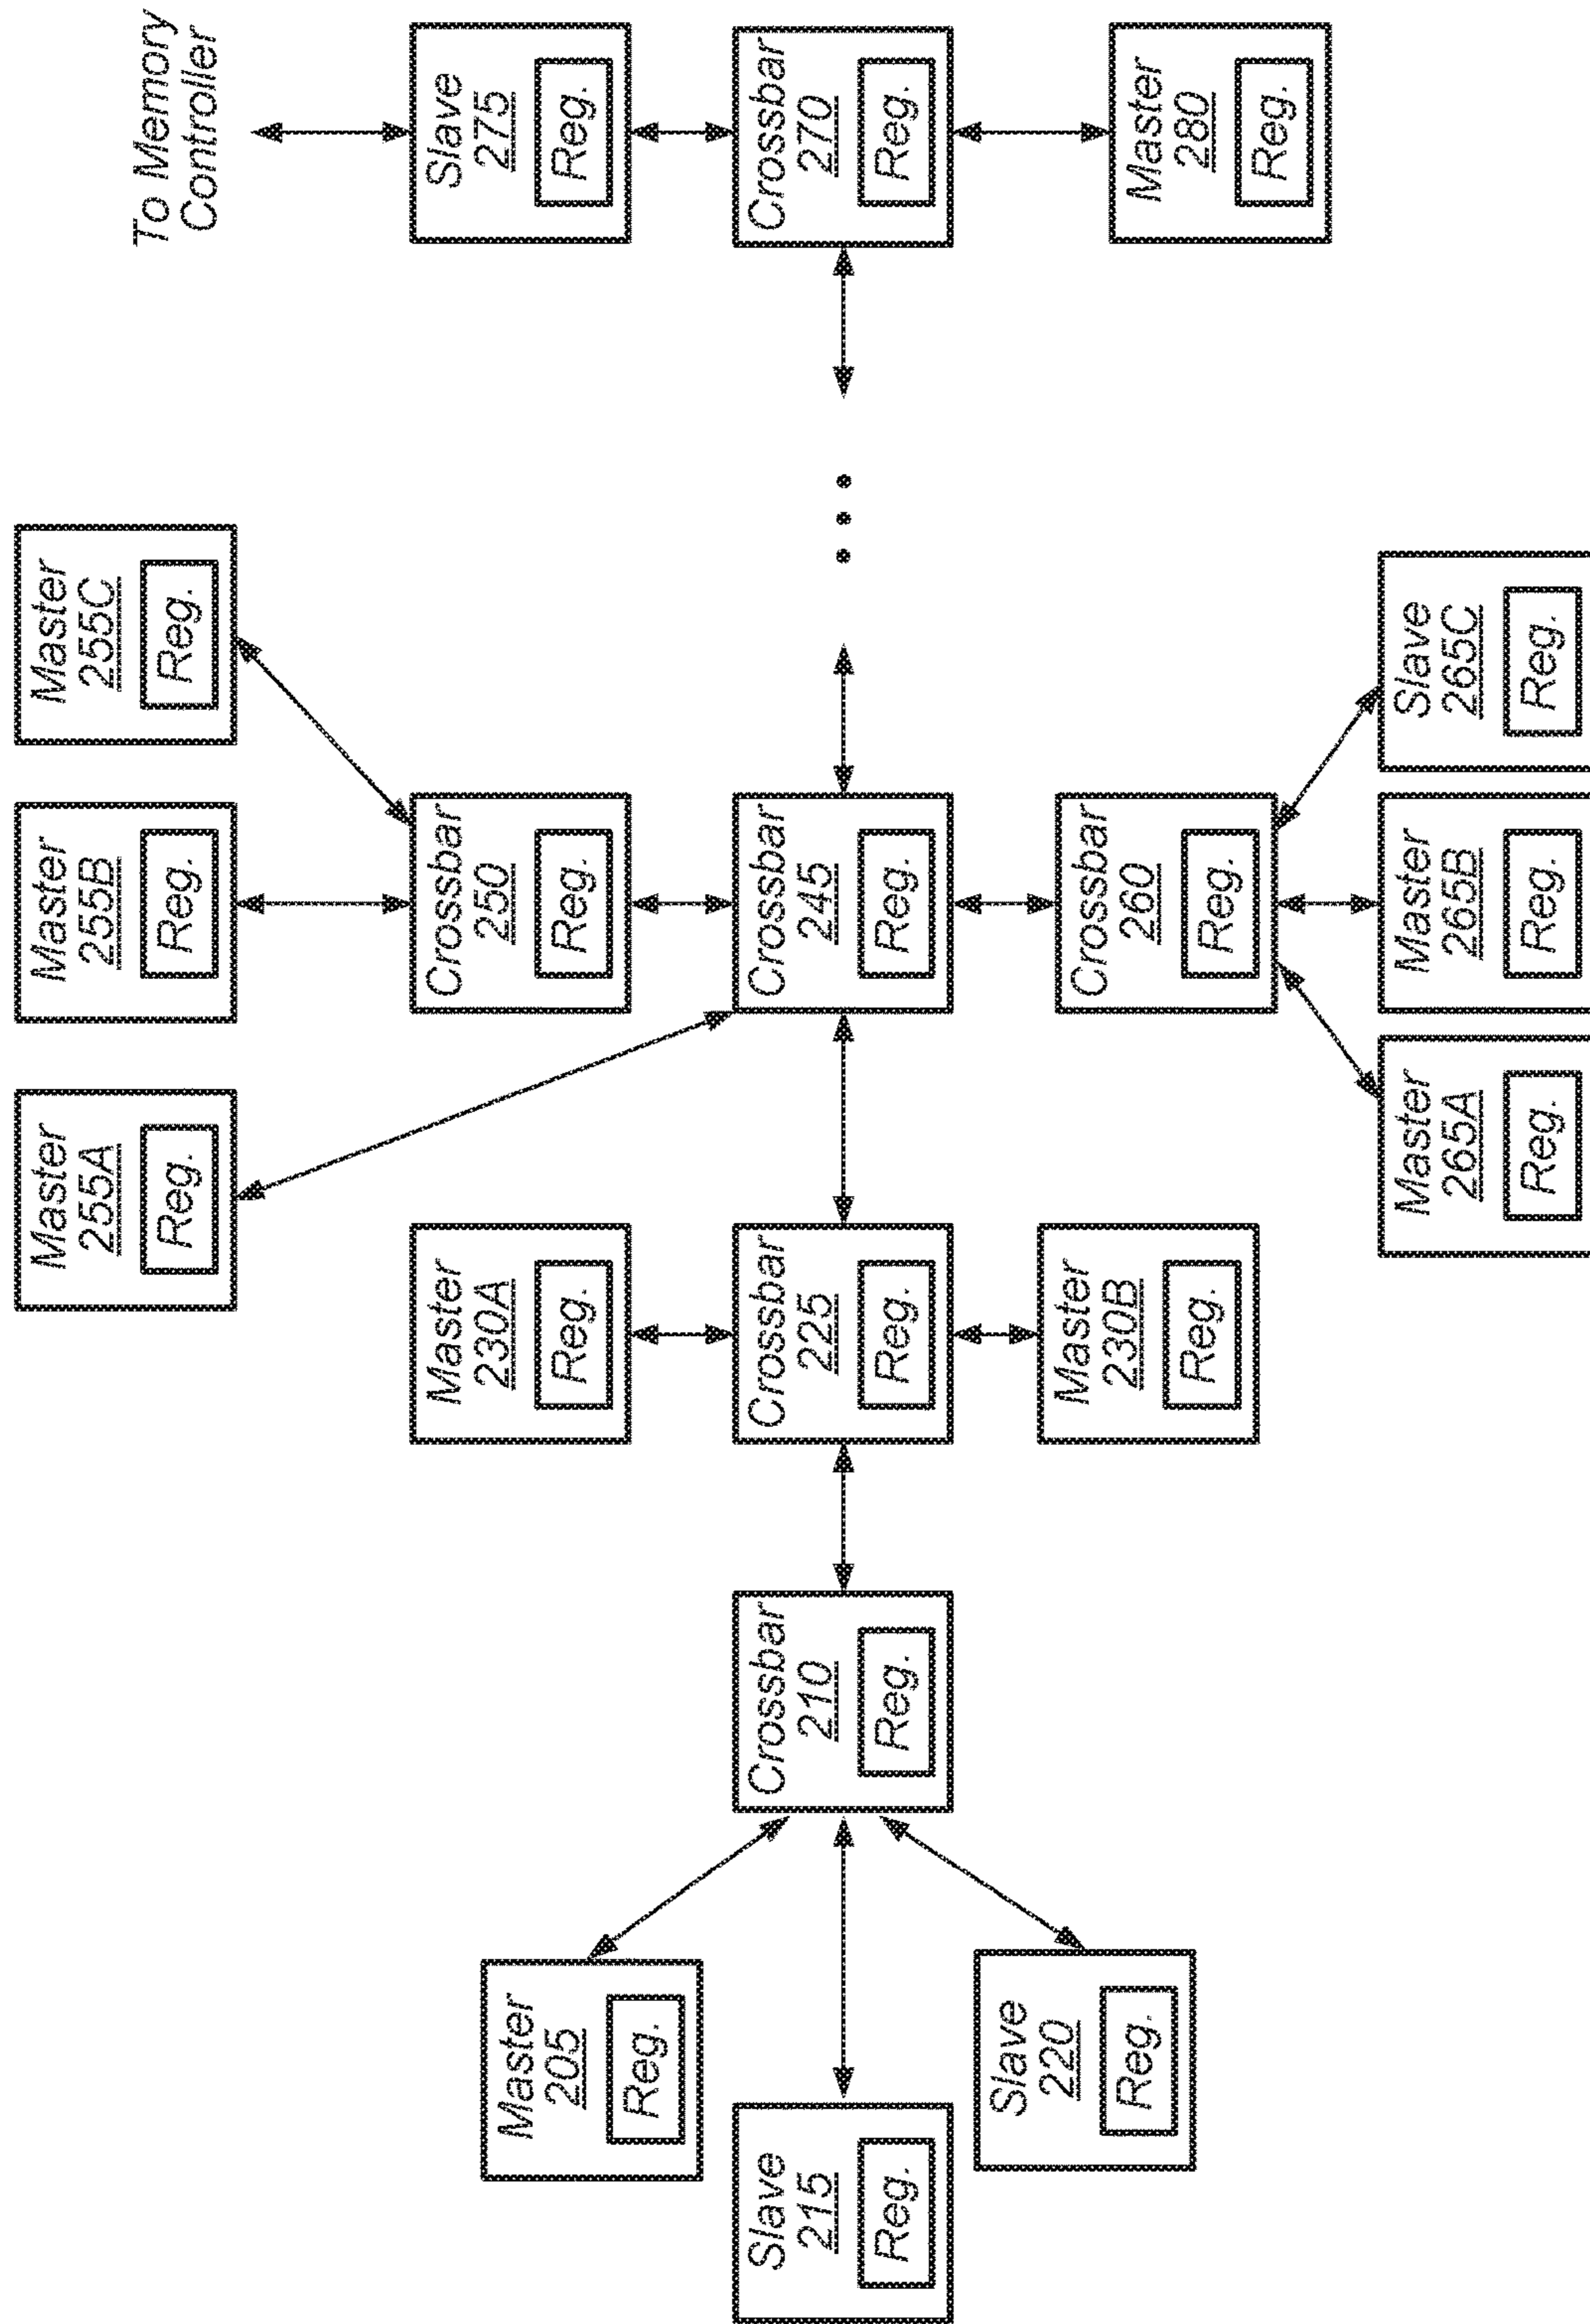 To Memory
Controller
Master
255A
Reg.
Master
255B
Reg.
Master
255C
Reg.
Master
230A
Reg.
Crossbar
250
Reg.
Slave
275
Reg.
Master
205
Reg.
Slave
215
Reg.
Crossbar
210
Reg.
Crossbar
225
Reg.
Crossbar
245
Reg.
Crossbar
270
Reg.
Slave
220
Reg.
Master
230B
Reg.
Crossbar
260
Reg.
Master
280
Reg.
Master
265A
Reg.
Master
265B
Reg.
Slave
265C
Reg.